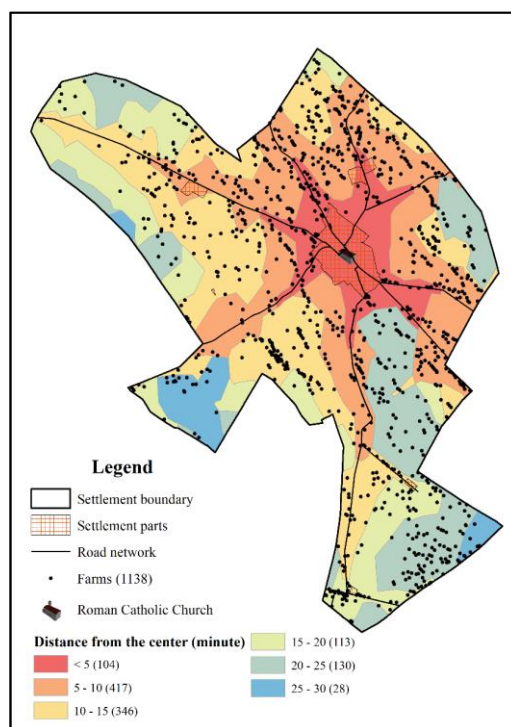 Legend
Settlement boundary
Settlement parts
Road network
Farms (1138)
Roman Catholic Church
Distance from the center (minute)
< 5 (104)
5 - 10 (417)
10 - 15 (346)
15 - 20 (113)
20 - 25 (130)
25 - 30 (28)